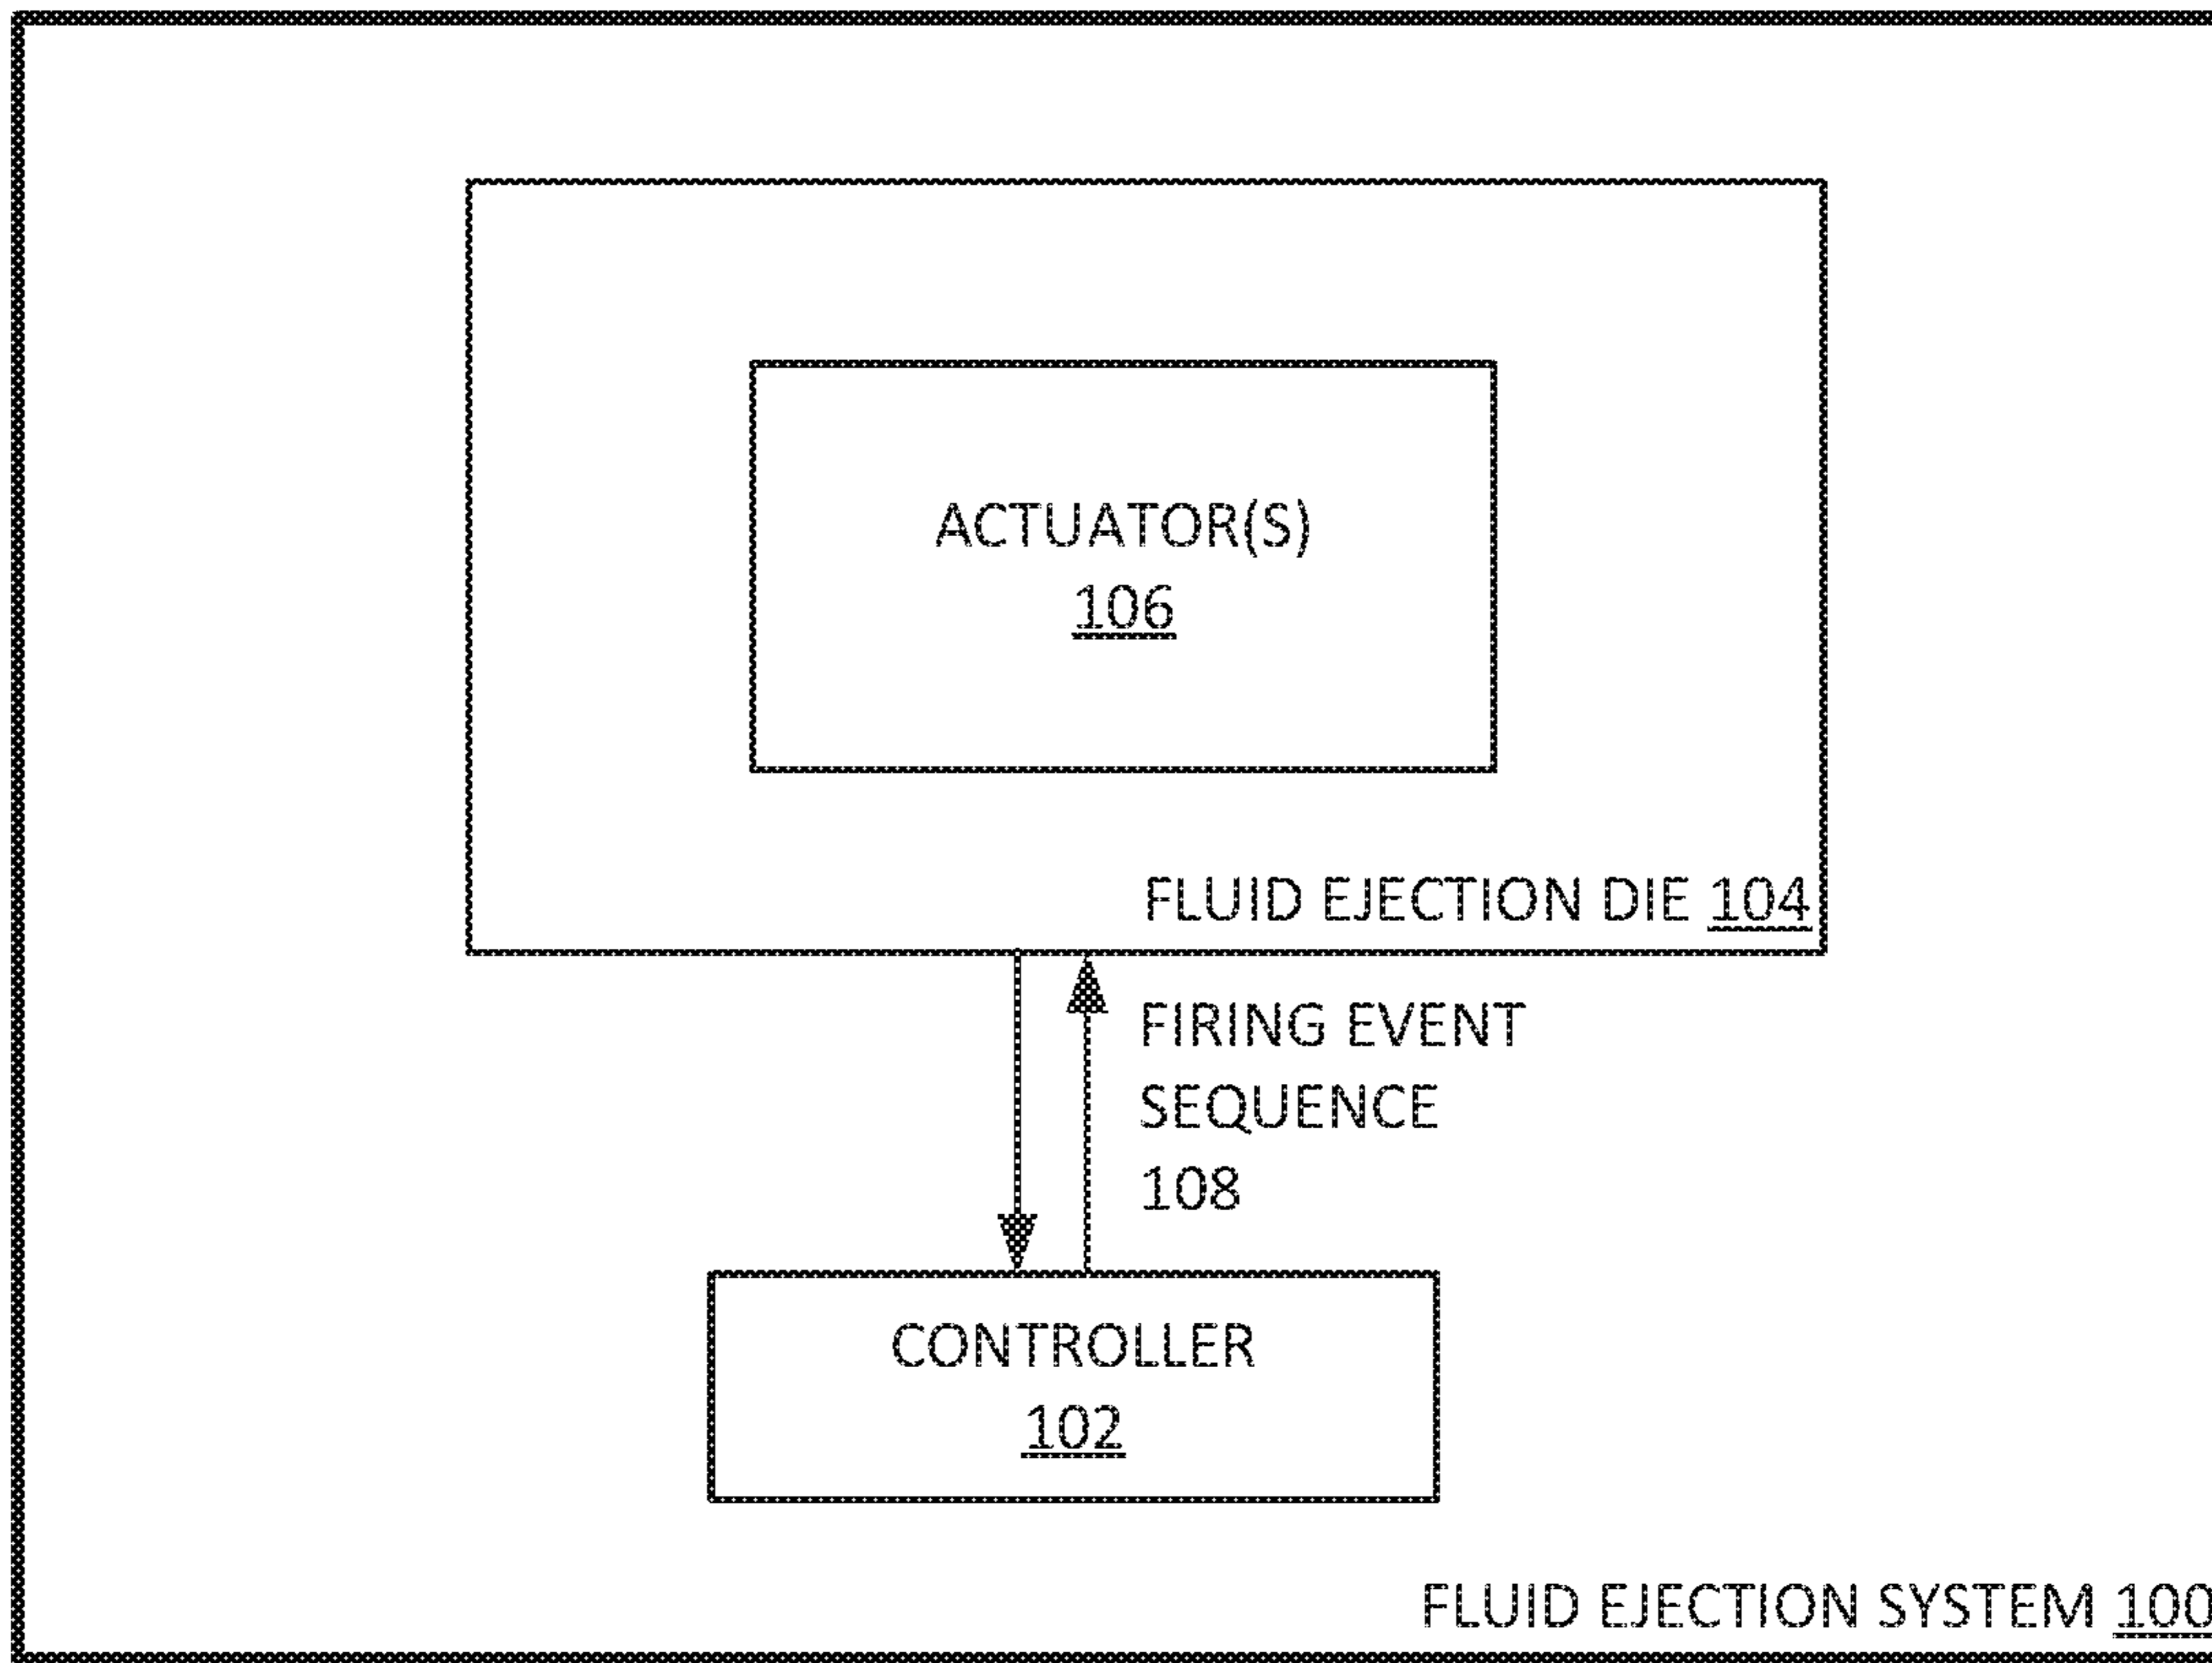 ACTUATOR(S)
106
FLUID EJECTION DIE 104
FIRING EVENT
SEQUENCE
108
CONTROLLER
102
FLUID EJECTION SYSTEM 100